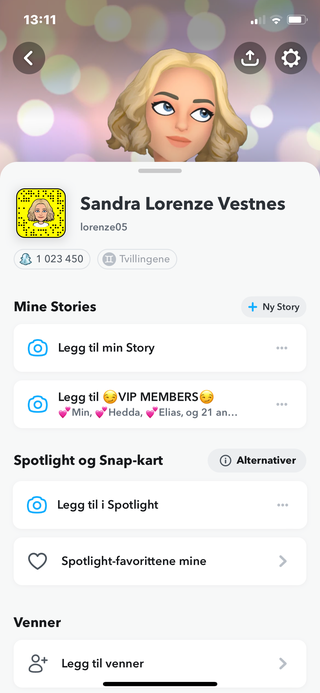 13:11
Sandra Lorenze Vestnes
lorenze05
1 023 450
Tvillingene
Mine Stories
Ny Story
Legg til min Story
Legg til 😏VIP MEMBERS😏
💕Min, 💕Hedda, 💕Elias, og 21 an...
Spotlight og Snap-kart
Alternativer
Legg til i Spotlight
Spotlight-favorittene mine
Venner
Legg til venner